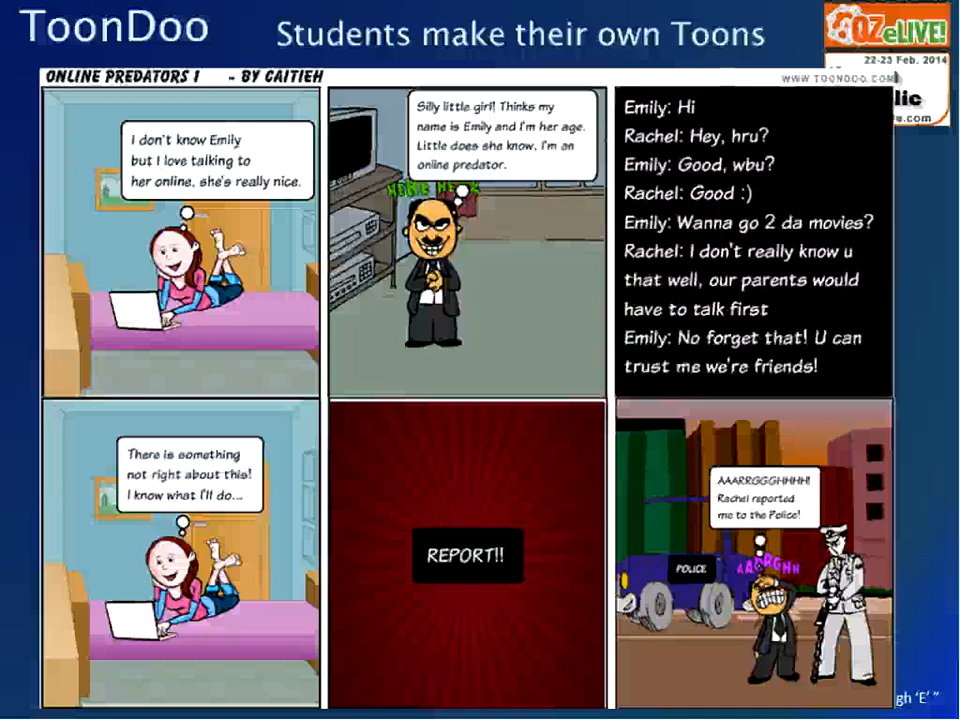 ToonDoo
Students make their own Toons
OZeLIVE!
22-23 Feb. 2014
ONLINE PREDATORS 1 - BY CAITIEH
WWW.TOONDOO.COM
I don't know Emily
but I love talking to
her online, she's really nice.
Silly little girl! Thinks my
name is Emily and I'm her age.
Little does she know, I'm an
online predator.
HEHE HEHE
Emily: Hi
Rachel: Hey, hru?
Emily: Good, wbu?
Rachel: Good :)
Emily: Wanna go 2 da movies?
Rachel: I don't really know u
that well, our parents would
have to talk first
Emily: No forget that! U can
trust me we're friends!
There is something
not right about this!
I know what I'll do...
REPORT!!
AAARRGGGHHHH!
Rachel reported
me to the Police!
POLICE
AAARGHH
gh 'E' "